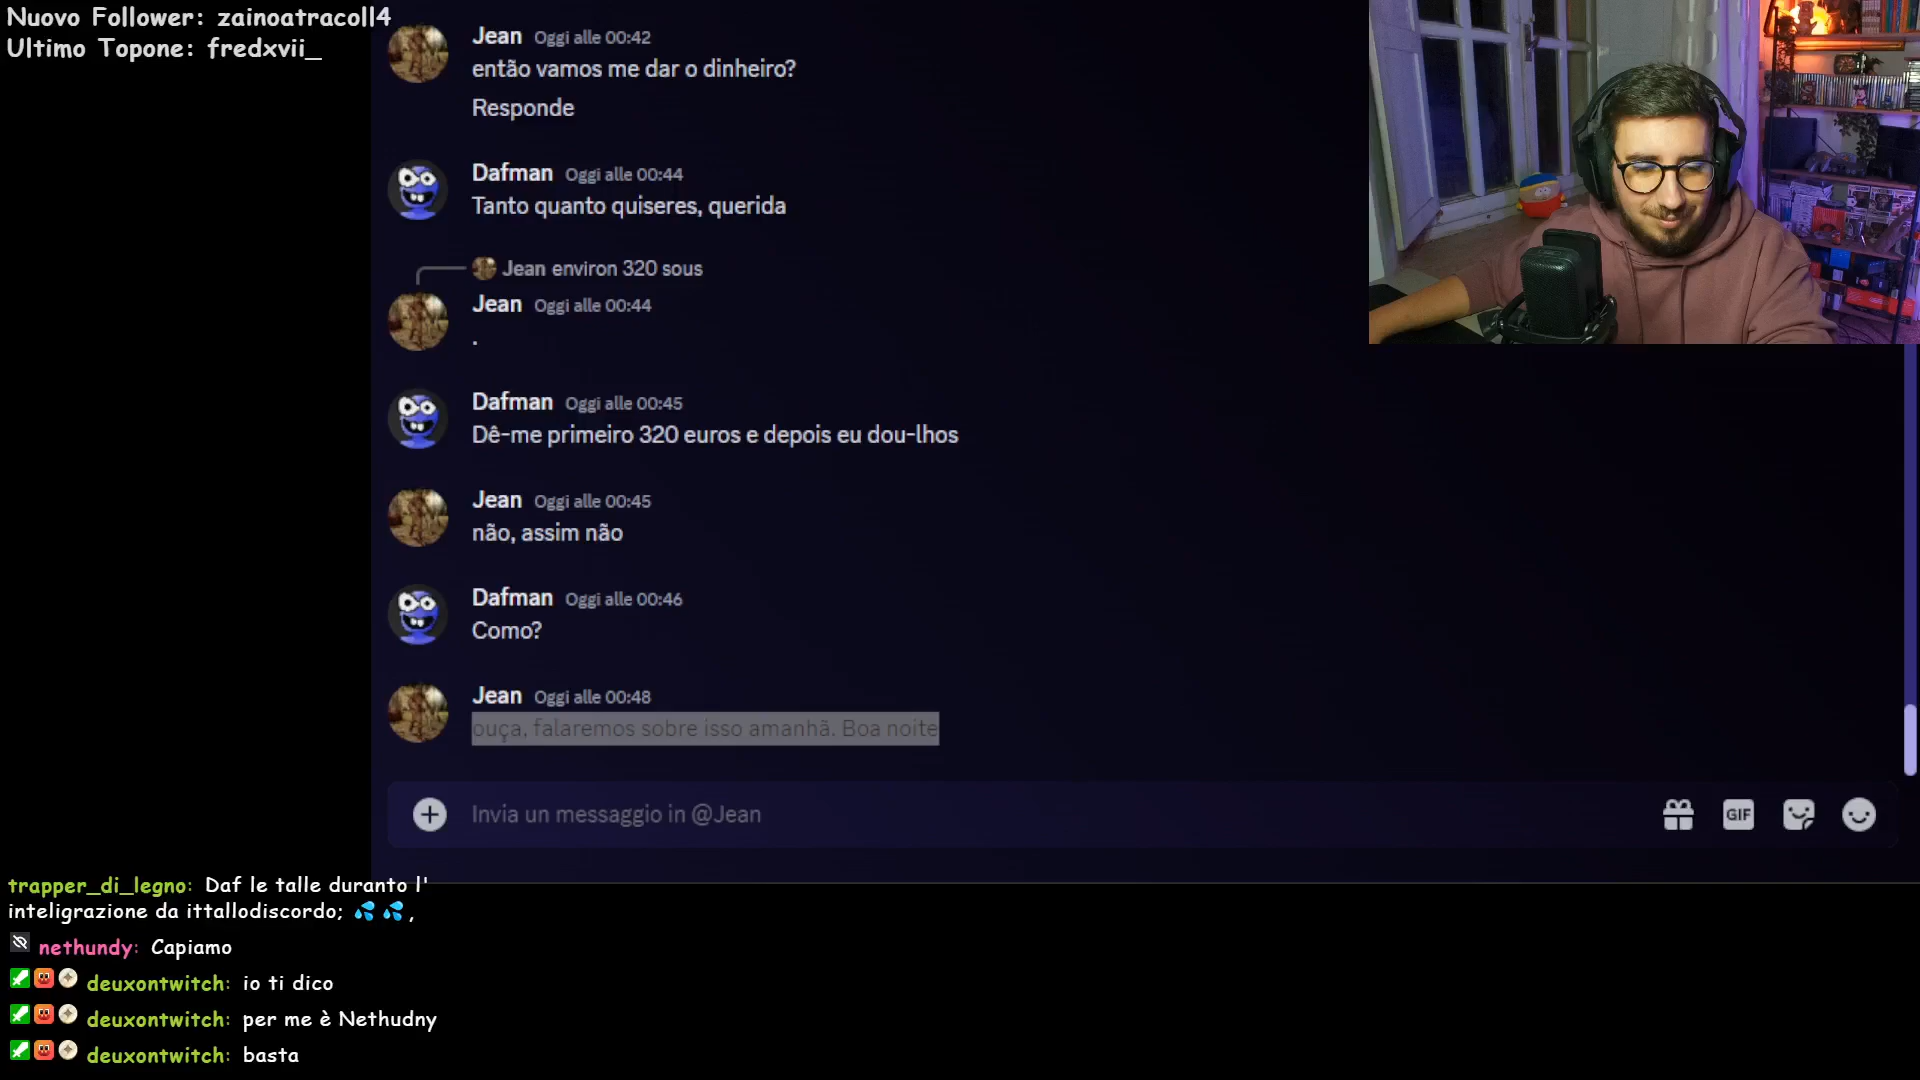 Nuovo Follower: zainoatracoll4
Ultimo Topone: fredxvii_
Jean Oggi alle 00:42
então vamos me dar o dinheiro?
Responde
Dafman Oggi alle 00:44
Tanto quanto quiseres, querida
Jean environ 320 sous
Jean Oggi alle 00:44
.
Dafman Oggi alle 00:45
Dê-me primeiro 320 euros e depois eu dou-lhos
Jean Oggi alle 00:45
não, assim não
Dafman Oggi alle 00:46
Como?
Jean Oggi alle 00:48
ouça, falaremos sobre isso amanhã. Boa noite
Invia un messaggio in @Jean
GIF
trapper_di_legno: Daf le talle duranto l'
inteligrazione da ittallodiscordo; 💦 💦 ,
nethundy: Capiamo
deuxontwitch: io ti dico
deuxontwitch: per me è Nethudny
deuxontwitch: basta